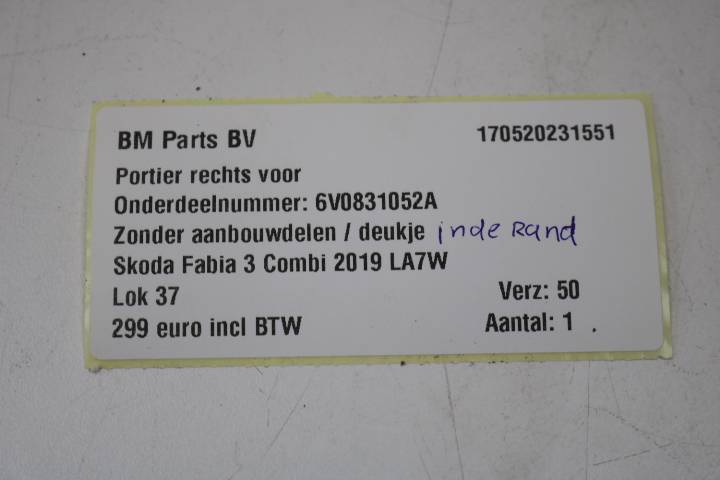 BM Parts BV 170520231551
Portier rechts voor
Onderdeelnummer: 6V0831052A
Zonder aanbouwdelen / deukje inde Rand
Skoda Fabia 3 Combi 2019 LA7W
Lok 37 Verz: 50
299 euro incl BTW Aantal: 1 .